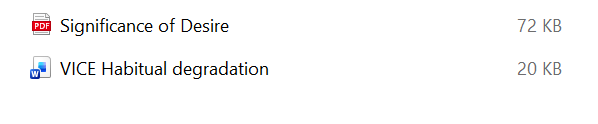 PDF Significance of Desire 72 KB
W VICE Habitual degradation 20 KB